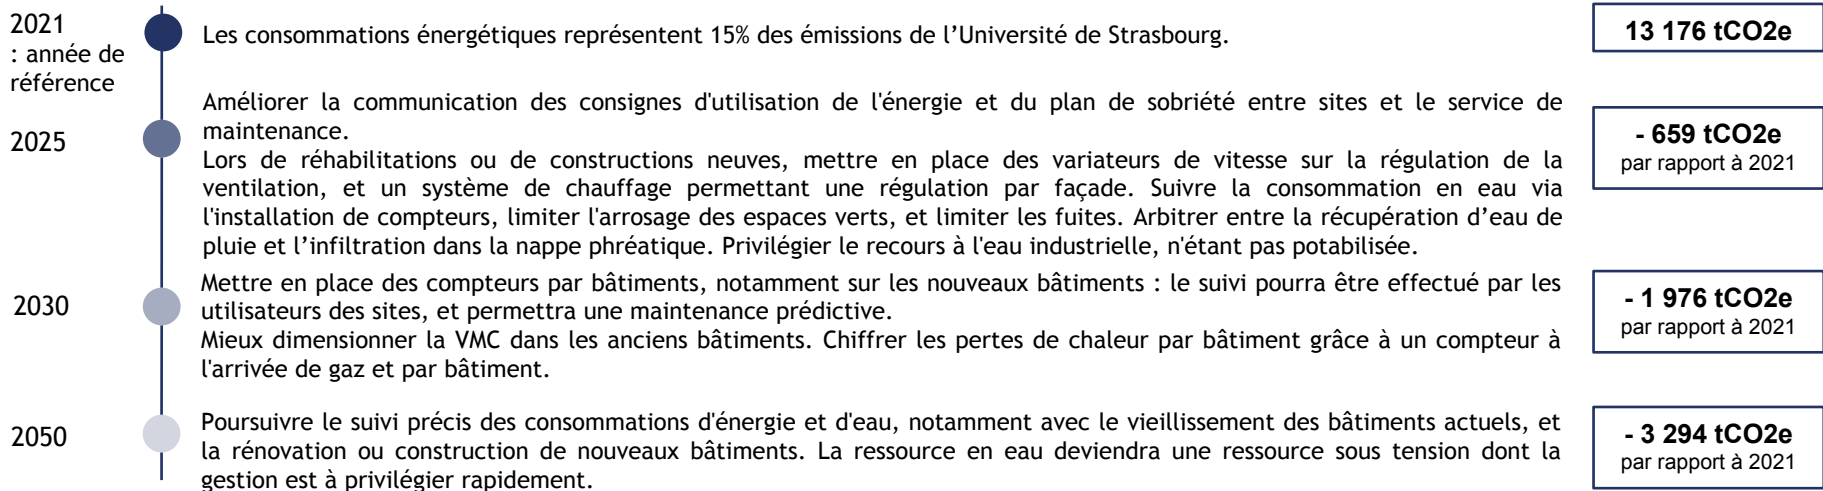 2021
: année de
référence
Les consommations énergétiques représentent 15% des émissions de l’Université de Strasbourg.
13 176 tCO2e
2025
Améliorer la communication des consignes d'utilisation de l'énergie et du plan de sobriété entre sites et le service de
maintenance.
Lors de réhabilitations ou de constructions neuves, mettre en place des variateurs de vitesse sur la régulation de la
ventilation, et un système de chauffage permettant une régulation par façade. Suivre la consommation en eau via
l'installation de compteurs, limiter l'arrosage des espaces verts, et limiter les fuites. Arbitrer entre la récupération d’eau de
pluie et l’infiltration dans la nappe phréatique. Privilégier le recours à l'eau industrielle, n'étant pas potabilisée.
- 659 tCO2e
par rapport à 2021
2030
Mettre en place des compteurs par bâtiments, notamment sur les nouveaux bâtiments : le suivi pourra être effectué par les
utilisateurs des sites, et permettra une maintenance prédictive.
Mieux dimensionner la VMC dans les anciens bâtiments. Chiffrer les pertes de chaleur par bâtiment grâce à un compteur à
l'arrivée de gaz et par bâtiment.
- 1 976 tCO2e
par rapport à 2021
2050
Poursuivre le suivi précis des consommations d'énergie et d'eau, notamment avec le vieillissement des bâtiments actuels, et
la rénovation ou construction de nouveaux bâtiments. La ressource en eau deviendra une ressource sous tension dont la
gestion est à privilégier rapidement.
- 3 294 tCO2e
par rapport à 2021